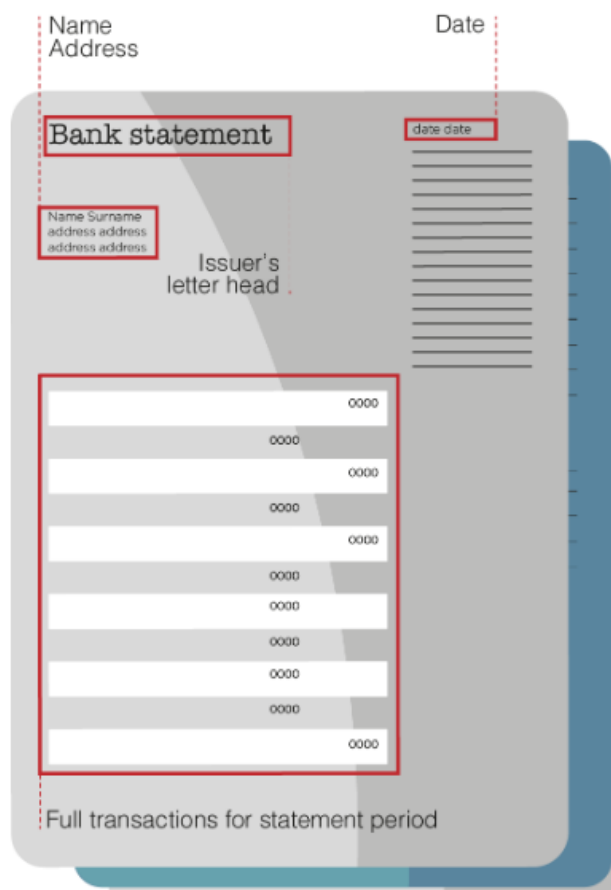 Name
Address
Date
Bank statement
date date
Name Surname
address address
address address
Issuer's
letter head
0000
0000
0000
0000
0000
0000
0000
0000
0000
0000
0000
Full transactions for statement period